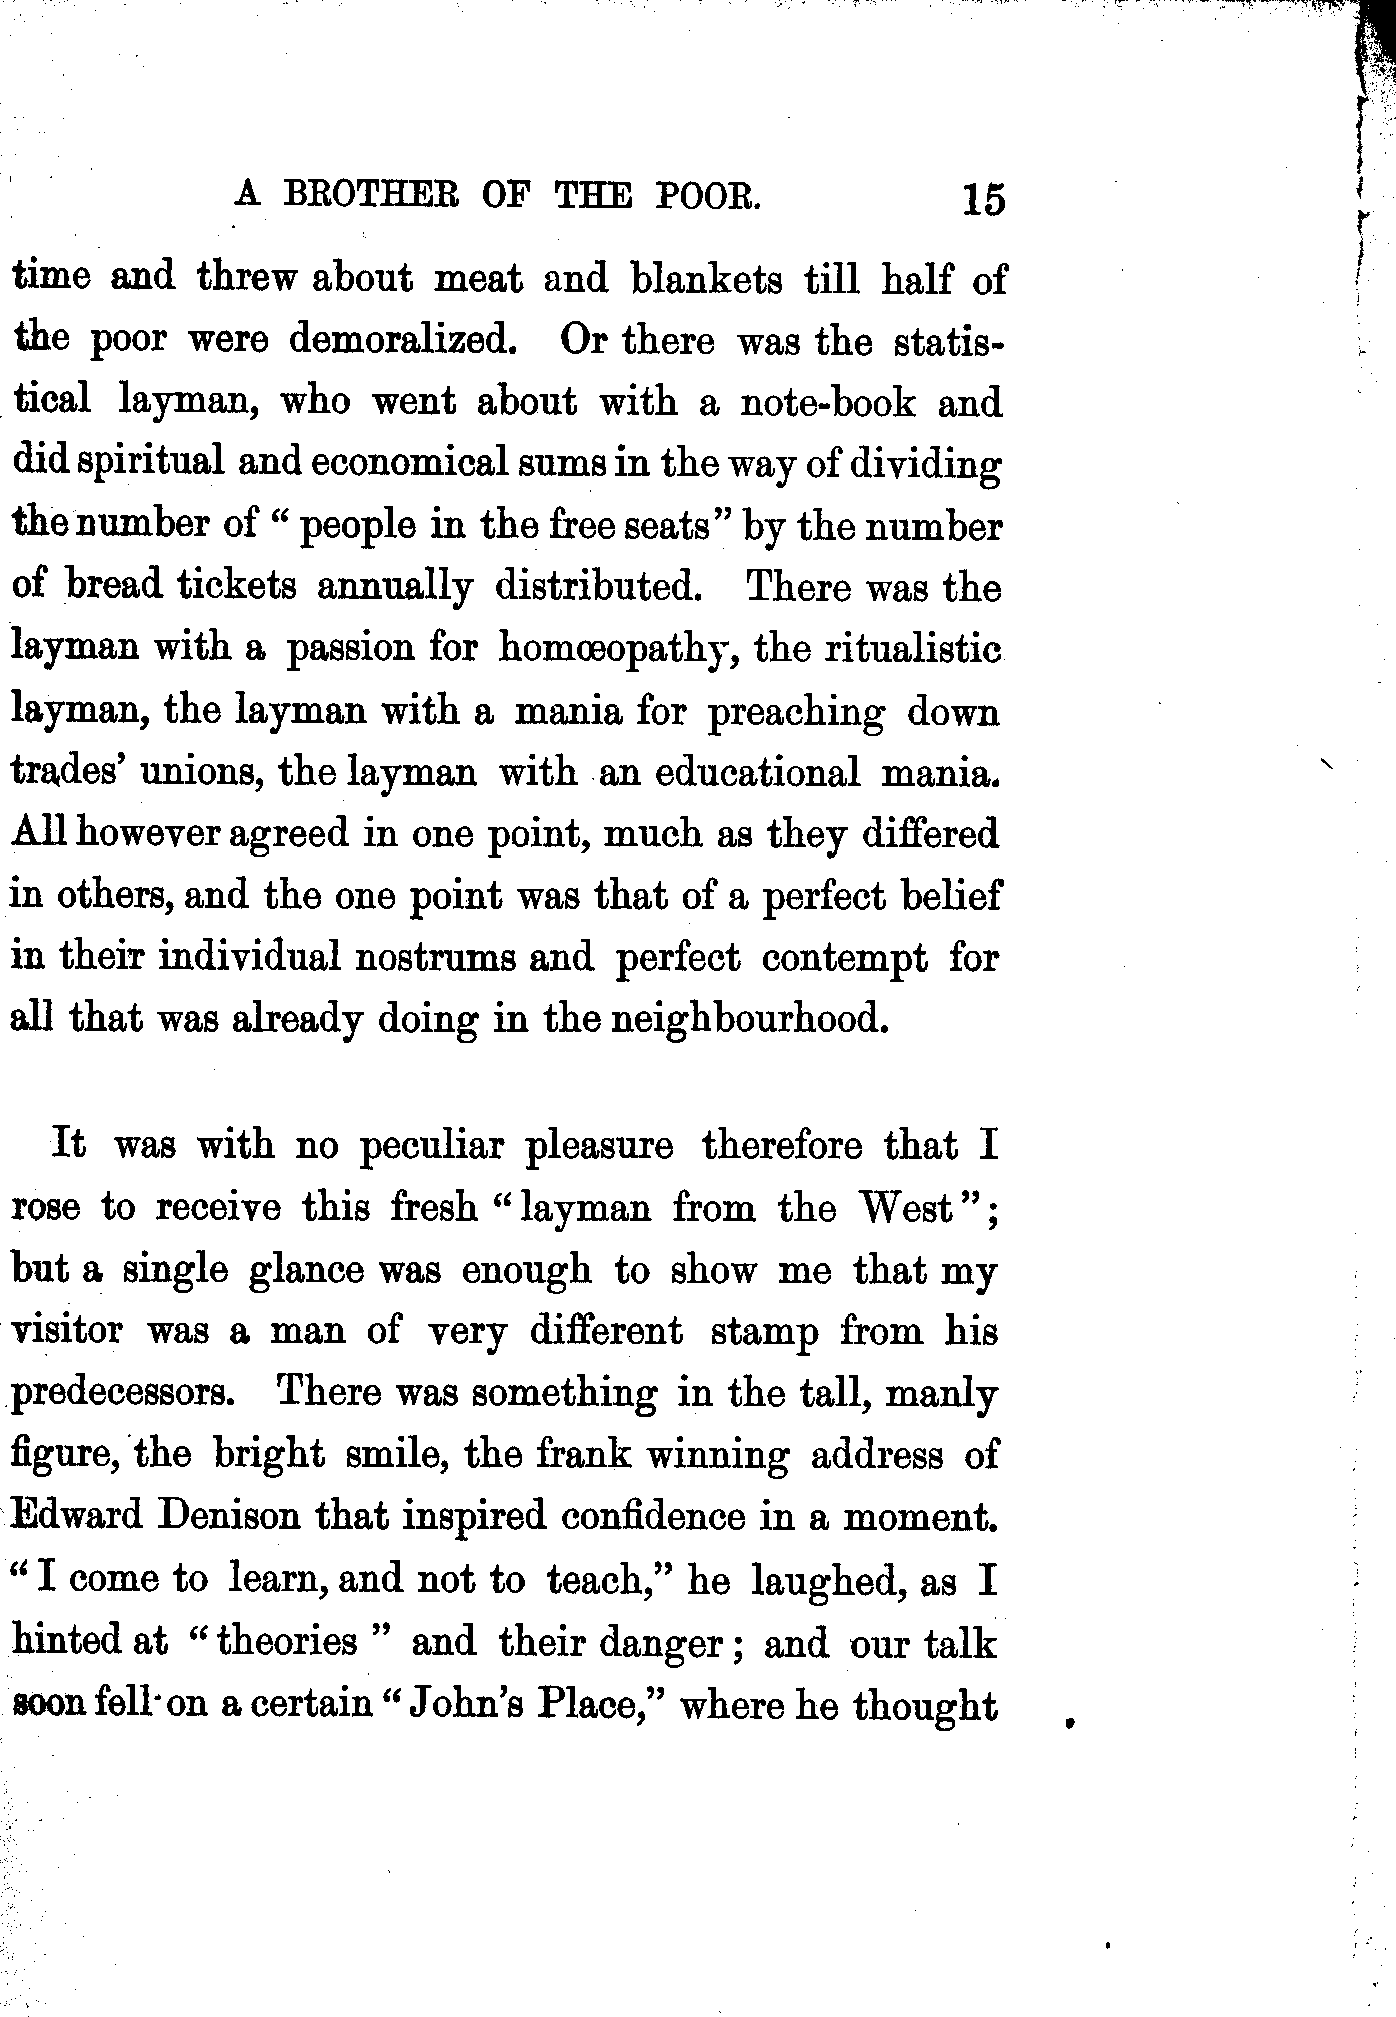 A BROTHER OF THE POOR. 15
time and threw about meat and blankets till half of
the poor were demoralized. Or there was the statis-
tical layman, who went about with a note-book and
did spiritual and economical sums in the way of dividing
the number of “people in the free seats” by the number
of bread tickets annually distributed. There was the
layman with a passion for homœopathy, the ritualistic
layman, the layman with a mania for preaching down
trades’ unions, the layman with an educational mania.
All however agreed in one point, much as they differed
in others, and the one point was that of a perfect belief
in their individual nostrums and perfect contempt for
all that was already doing in the neighbourhood.
It was with no peculiar pleasure therefore that I
rose to receive this fresh “layman from the West”;
but a single glance was enough to show me that my
visitor was a man of very different stamp from his
predecessors. There was something in the tall, manly
figure, the bright smile, the frank winning address of
Edward Denison that inspired confidence in a moment.
“I come to learn, and not to teach,” he laughed, as I
hinted at “theories” and their danger; and our talk
soon fell on a certain “John’s Place,” where he thought